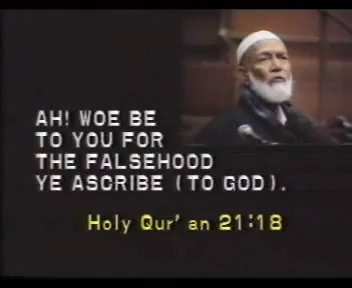 AH! WOE BE
TO YOU FOR
THE FALSEHOOD
YE ASCRIBE (TO GOD).
Holy Qur'an 21:18